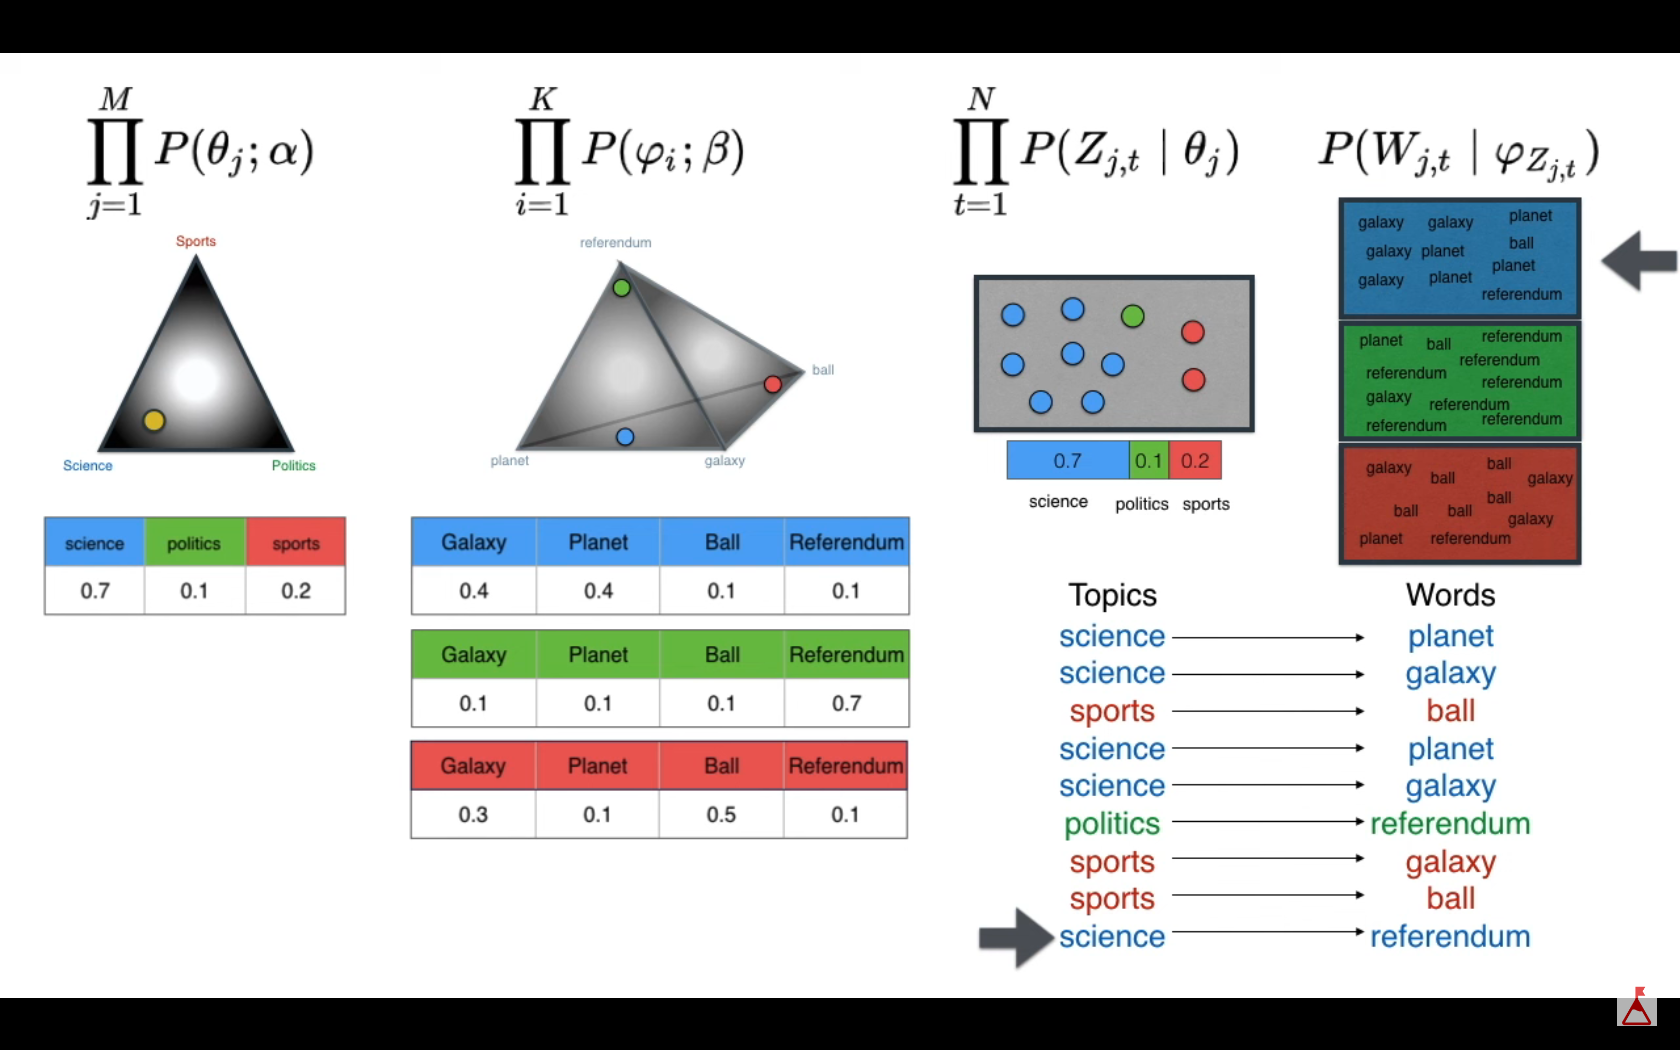 M
∏ P(θj; α)
j=1
K
∏ P(φi; β)
i=1
N
∏ P(Zj,t | θj)
t=1
P(Wj,t | φZj,t)
Sports
Science
Politics
science politics sports
0.7 0.1 0.2
referendum
ball
planet
galaxy
Galaxy Planet Ball Referendum
0.4 0.4 0.1 0.1
Galaxy Planet Ball Referendum
0.1 0.1 0.1 0.7
Galaxy Planet Ball Referendum
0.3 0.1 0.5 0.1
0.7 0.1 0.2
science politics sports
galaxy galaxy planet
galaxy planet ball
galaxy planet planet
referendum
planet ball referendum
referendum
referendum referendum
galaxy referendum
referendum referendum
galaxy ball ball galaxy
ball
ball ball galaxy
planet referendum
Topics Words
science planet
science galaxy
sports ball
science planet
science galaxy
politics referendum
sports galaxy
sports ball
science referendum